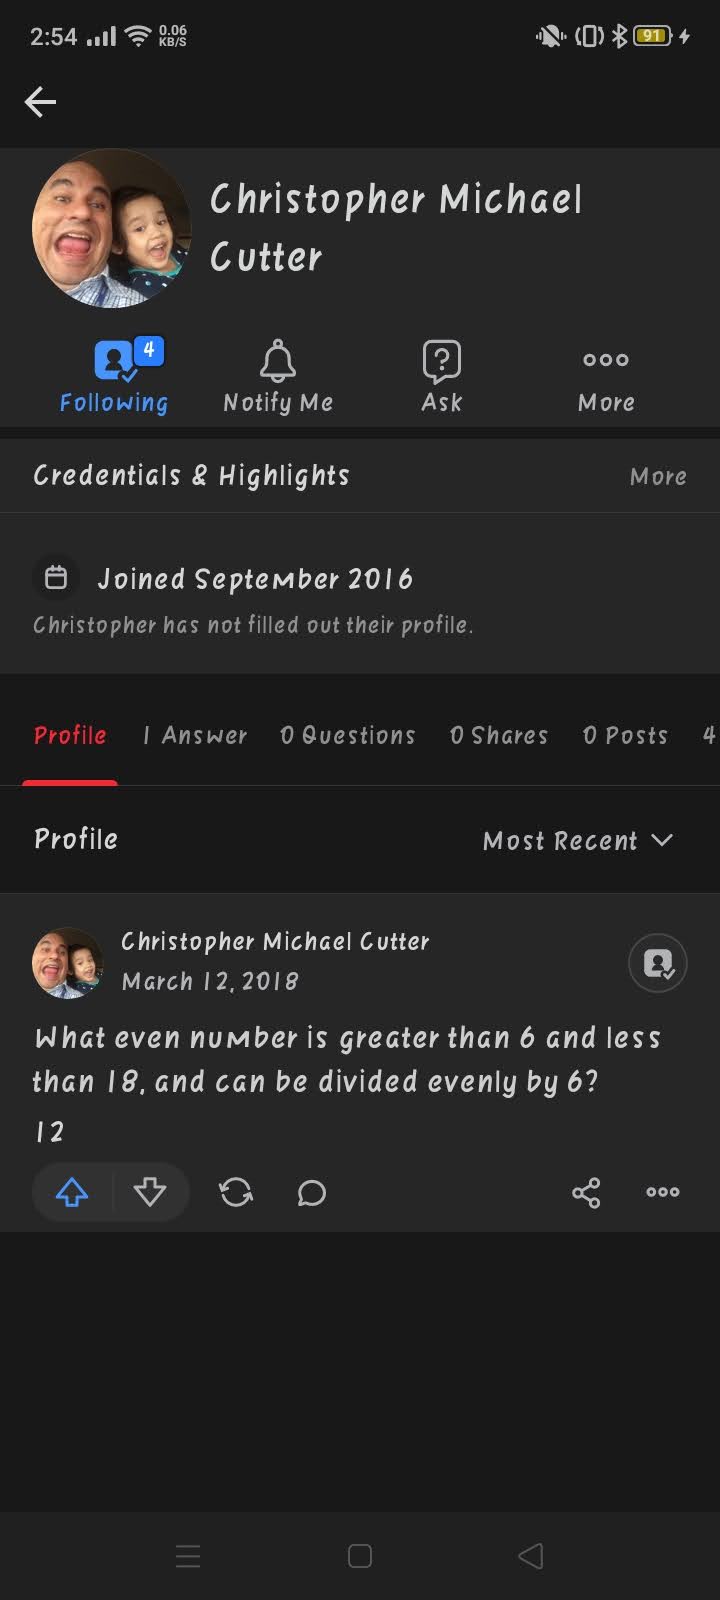 2:54 0.06 KB/S 91
Christopher Michael
Cutter
4
Following Notify Me Ask More
Credentials & Highlights More
Joined September 2016
Christopher has not filled out their profile.
Profile 1 Answer 0 Questions 0 Shares 0 Posts 4
Profile Most Recent
Christopher Michael Cutter
March 12, 2018
What even number is greater than 6 and less
than 18, and can be divided evenly by 6?
12